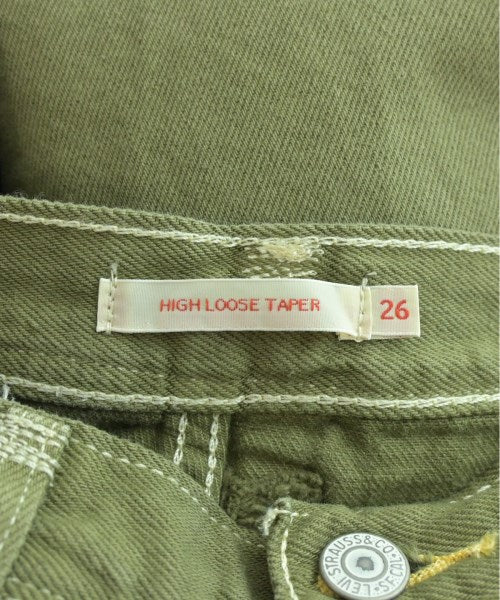 HIGH LOOSE TAPER
26
LEVI STRAUSS & CO.